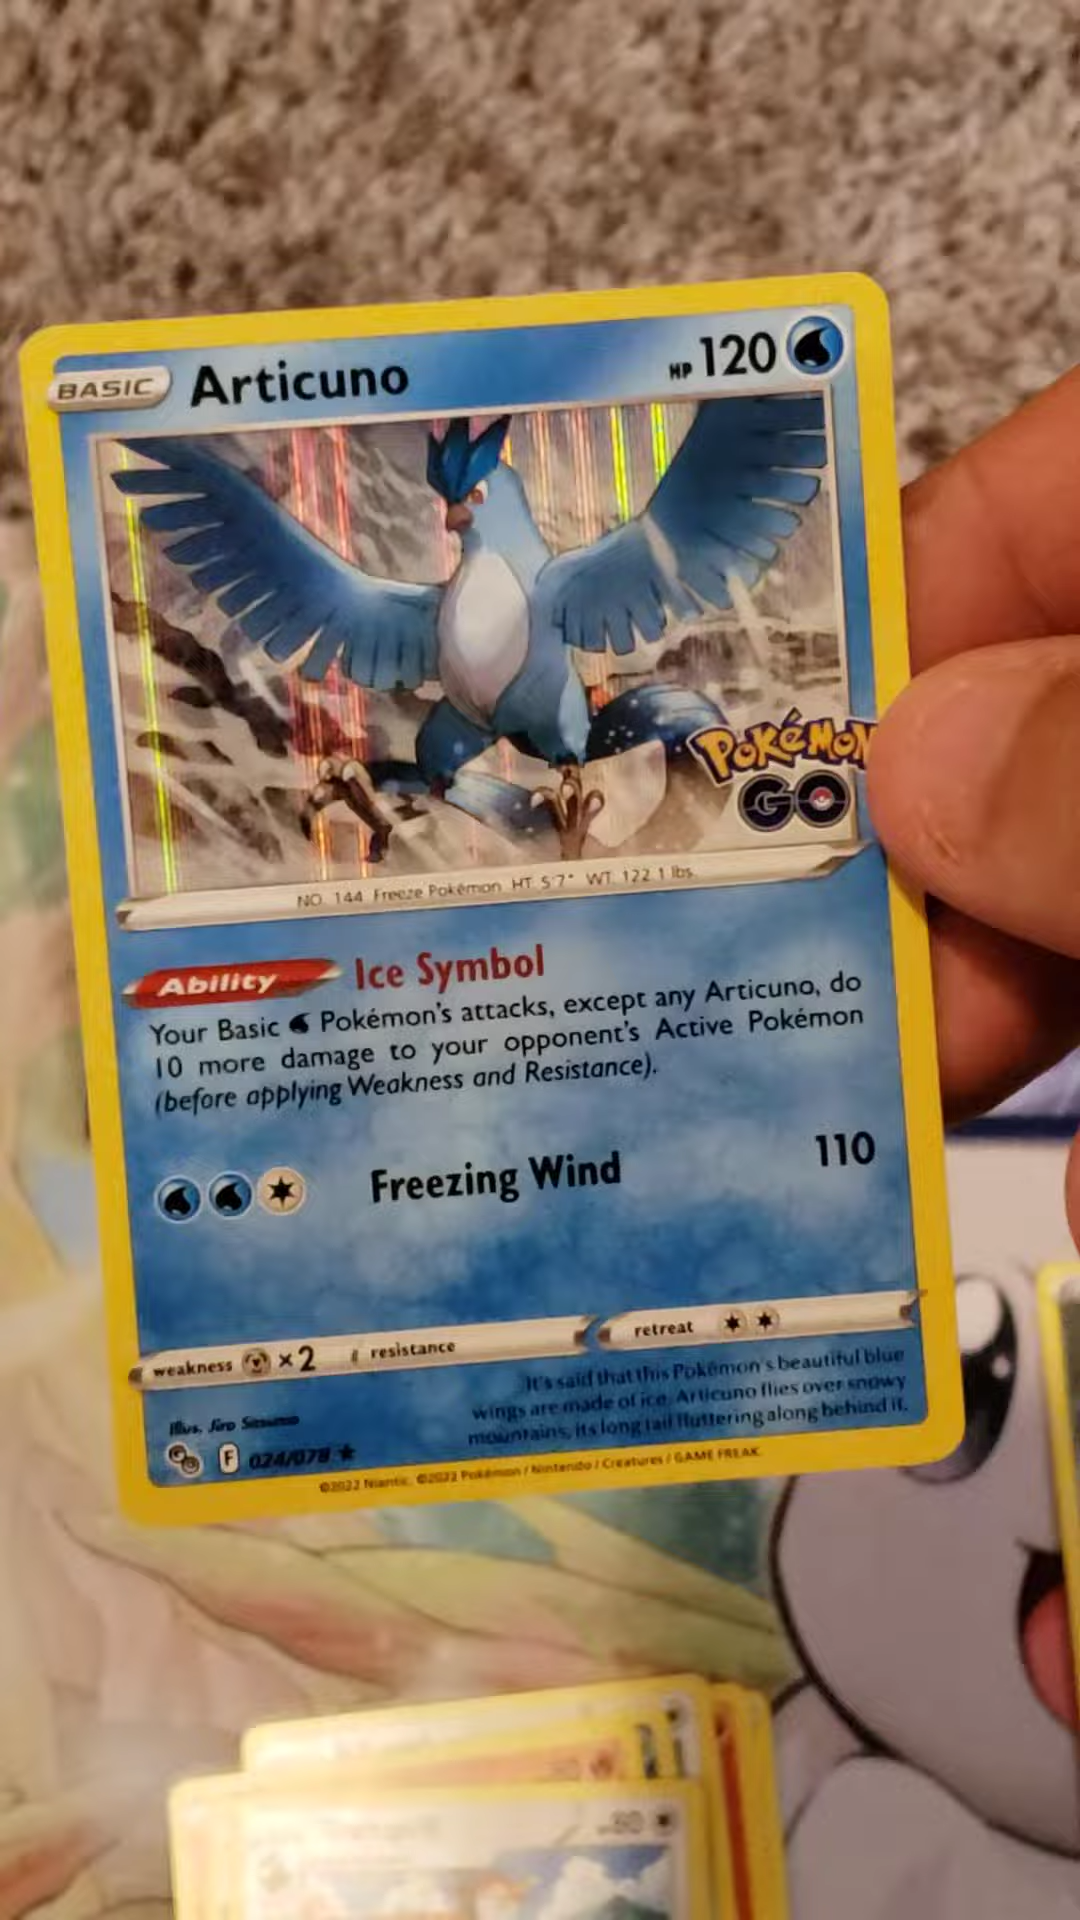 BASIC Articuno HP 120
POKéMON
GO
NO. 144 Freeze Pokémon HT 5'7" WT 122.1 lbs.
Ability Ice Symbol
Your Basic Pokémon's attacks, except any Articuno, do
10 more damage to your opponent's Active Pokémon
(before applying Weakness and Resistance).
Freezing Wind 110
weakness ×2 resistance retreat
It's said that this Pokémon's beautiful blue
wings are made of ice. Articuno flies over snowy
mountains, its long tail fluttering along behind it.
Illus. Jiro Sasumo
F 024/078
©2022 Niantic. ©2022 Pokémon / Nintendo / Creatures / GAME FREAK.
80